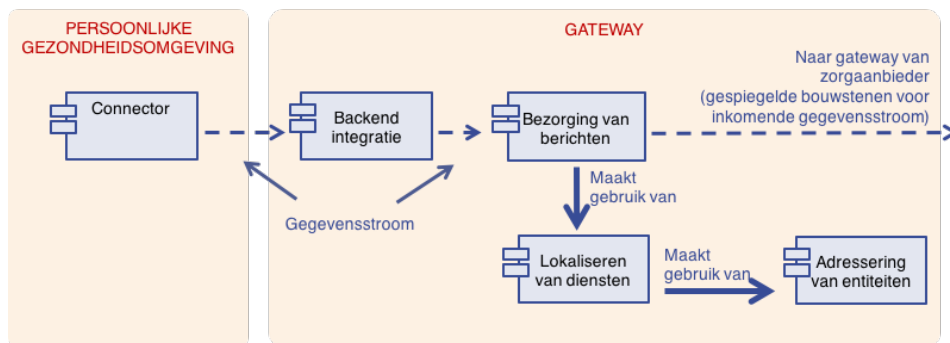 PERSOONLIJKE
GEZONDHEIDSOMGEVING
GATEWAY
Naar gateway van
zorgaanbieder
(gespiegelde bouwstenen voor
inkomende gegevensstroom)
Connector
Backend
integratie
Bezorging van
berichten
Maakt
gebruik van
Gegevensstroom
Lokaliseren
van diensten
Maakt
gebruik van
Adressering
van entiteiten